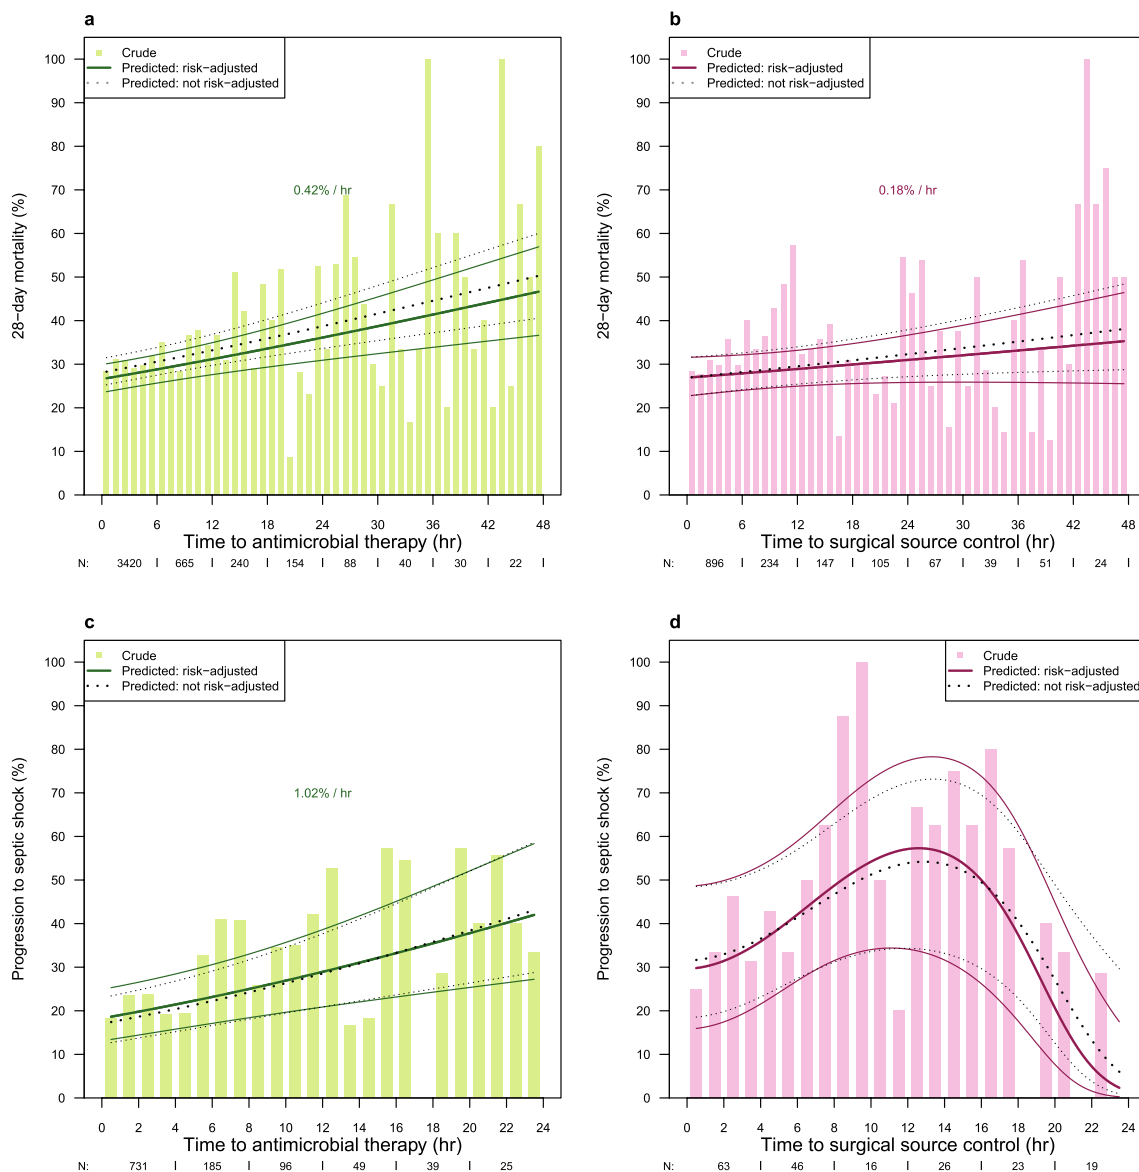 a
Crude
Predicted: risk−adjusted
Predicted: not risk−adjusted
0.42% / hr
28−day mortality (%)
100
90
80
70
60
50
40
30
20
10
0
0 6 12 18 24 30 36 42 48
Time to antimicrobial therapy (hr)
N: 3420 I 665 I 240 I 154 I 88 I 40 I 30 I 22 I
b
Crude
Predicted: risk−adjusted
Predicted: not risk−adjusted
0.18% / hr
28−day mortality (%)
100
90
80
70
60
50
40
30
20
10
0
0 6 12 18 24 30 36 42 48
Time to surgical source control (hr)
N: 896 I 234 I 147 I 105 I 67 I 39 I 51 I 24 I
c
Crude
Predicted: risk−adjusted
Predicted: not risk−adjusted
1.02% / hr
Progression to septic shock (%)
100
90
80
70
60
50
40
30
20
10
0
0 2 4 6 8 10 12 14 16 18 20 22 24
Time to antimicrobial therapy (hr)
N: 731 I 185 I 96 I 49 I 39 I 25 I
d
Crude
Predicted: risk−adjusted
Predicted: not risk−adjusted
Progression to septic shock (%)
100
90
80
70
60
50
40
30
20
10
0
0 2 4 6 8 10 12 14 16 18 20 22 24
Time to surgical source control (hr)
N: 63 I 46 I 16 I 26 I 23 I 19 I